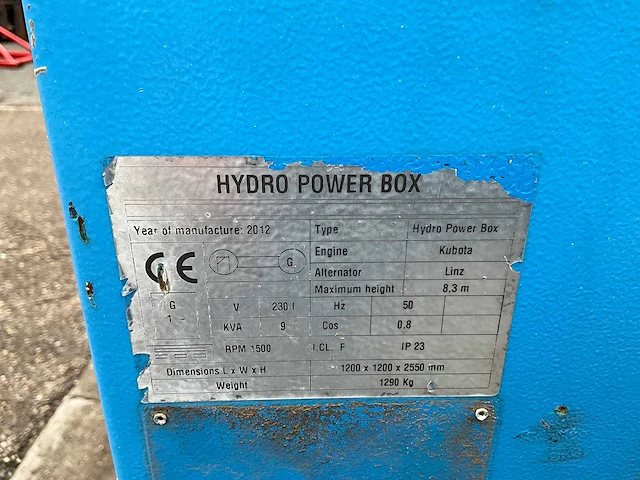 HYDRO POWER BOX
Year of manufacture: 2012 Type Hydro Power Box
CE G Engine Kubota
Alternator Linz
Maximum height 8,3 m
G V 230 Hz 50
1 ~ KVA 9 Cos 0.8
RPM 1500 I.CL. F IP 23
Dimensions L x W x H 1200 x 1200 x 2550 mm
Weight 1290 Kg